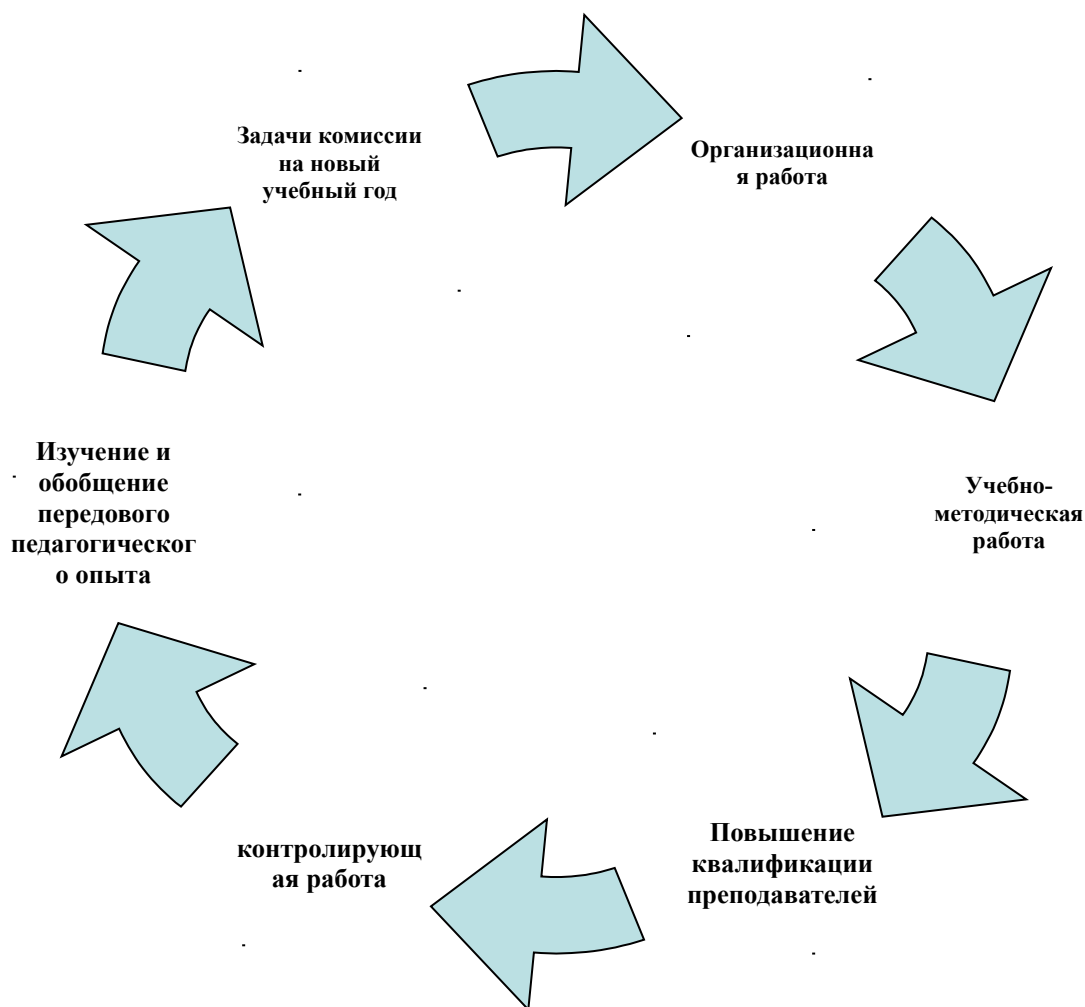 Задачи комиссии
на новый
учебный год
Организационна
я работа
Учебно-
методическая
работа
Повышение
квалификации
преподавателей
контролирующ
ая работа
Изучение и
обобщение
передового
педагогическог
о опыта